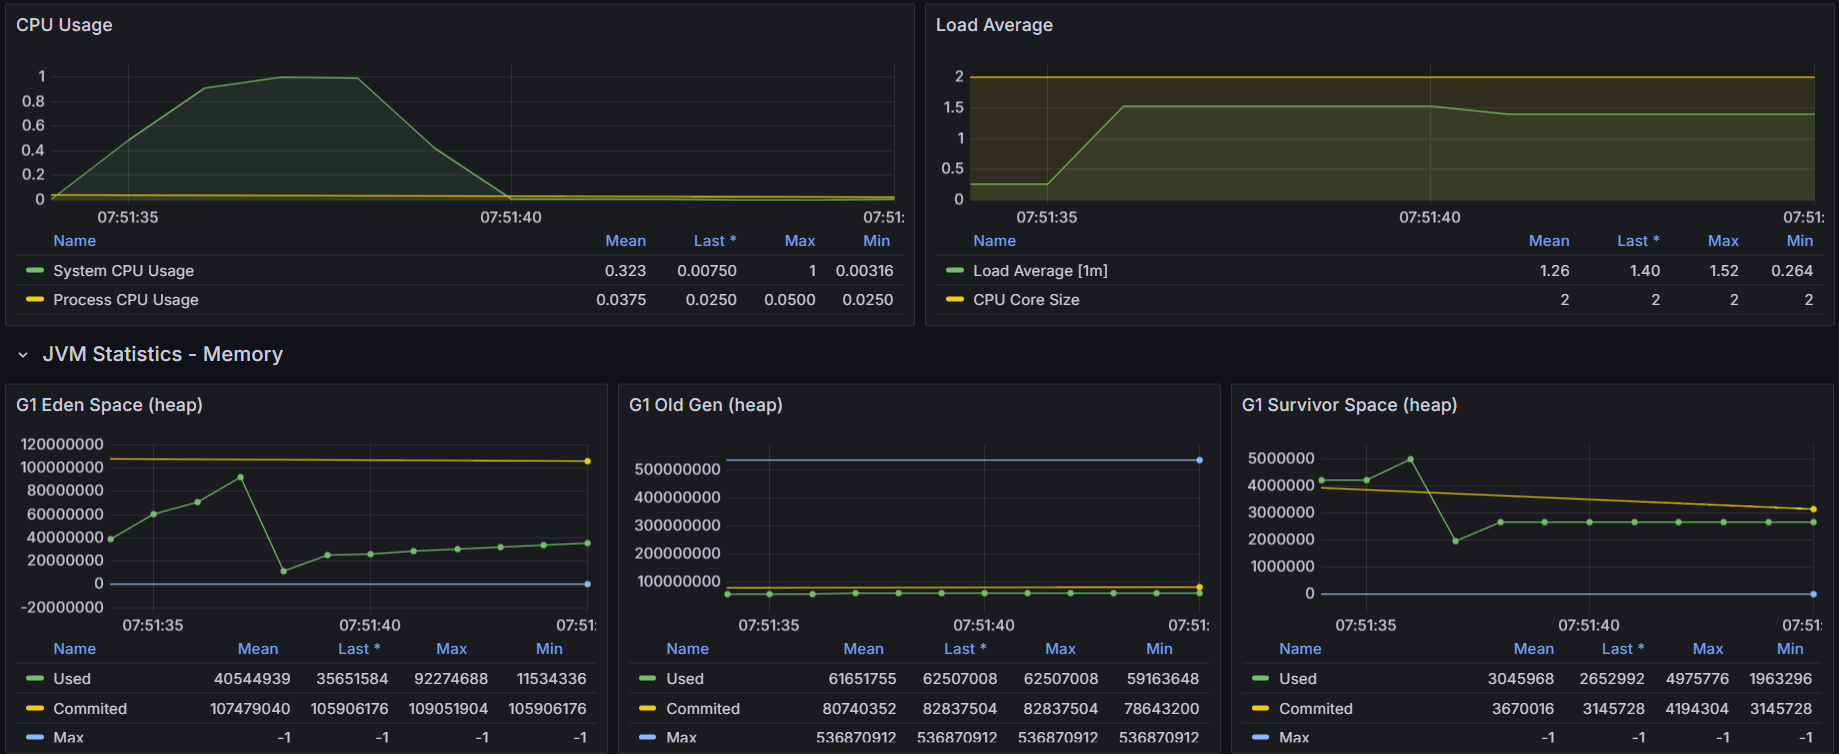 CPU Usage
1
0.8
0.6
0.4
0.2
0
07:51:35 07:51:40 07:51:
Name Mean Last * Max Min
System CPU Usage 0.323 0.00750 1 0.00316
Process CPU Usage 0.0375 0.0250 0.0500 0.0250
Load Average
2
1.5
1
0.5
0
07:51:35 07:51:40 07:51:
Name Mean Last * Max Min
Load Average [1m] 1.26 1.40 1.52 0.264
CPU Core Size 2 2 2 2
JVM Statistics - Memory
G1 Eden Space (heap)
120000000
100000000
80000000
60000000
40000000
20000000
0
-20000000
07:51:35 07:51:40 07:51:
Name Mean Last * Max Min
Used 40544939 35651584 92274688 11534336
Commited 107479040 105906176 109051904 105906176
Max -1 -1 -1 -1
G1 Old Gen (heap)
500000000
400000000
300000000
200000000
100000000
07:51:35 07:51:40 07:51:
Name Mean Last * Max Min
Used 61651755 62507008 62507008 59163648
Commited 80740352 82837504 82837504 78643200
Max 536870912 536870912 536870912 536870912
G1 Survivor Space (heap)
5000000
4000000
3000000
2000000
1000000
0
07:51:35 07:51:40 07:51:
Name Mean Last * Max Min
Used 3045968 2652992 4975776 1963296
Commited 3670016 3145728 4194304 3145728
Max -1 -1 -1 -1